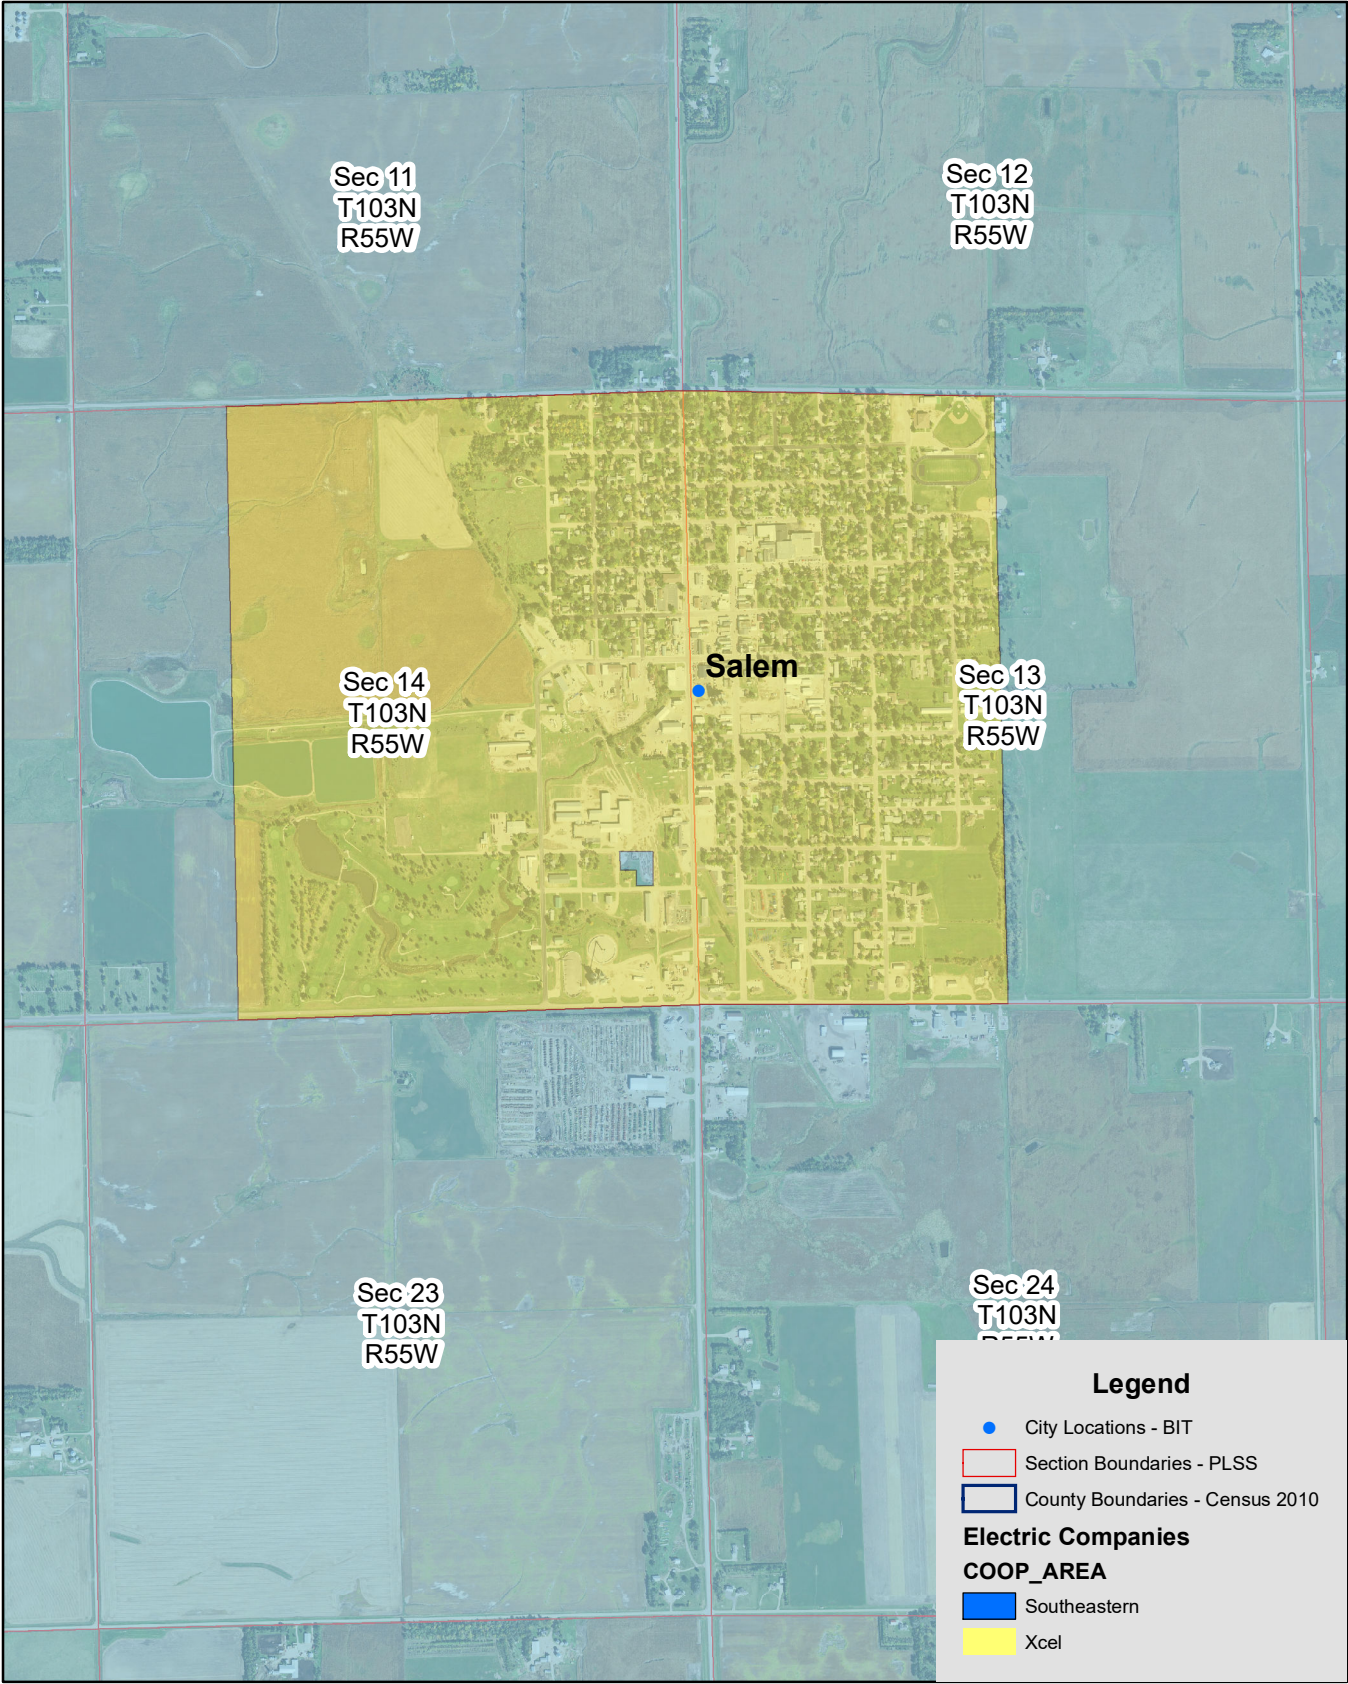 Sec 11
T103N
R55W
Sec 12
T103N
R55W
Salem
Sec 14
T103N
R55W
Sec 13
T103N
R55W
Sec 23
T103N
R55W
Sec 24
T103N
R55W
Legend
City Locations - BIT
Section Boundaries - PLSS
County Boundaries - Census 2010
Electric Companies
COOP_AREA
Southeastern
Xcel